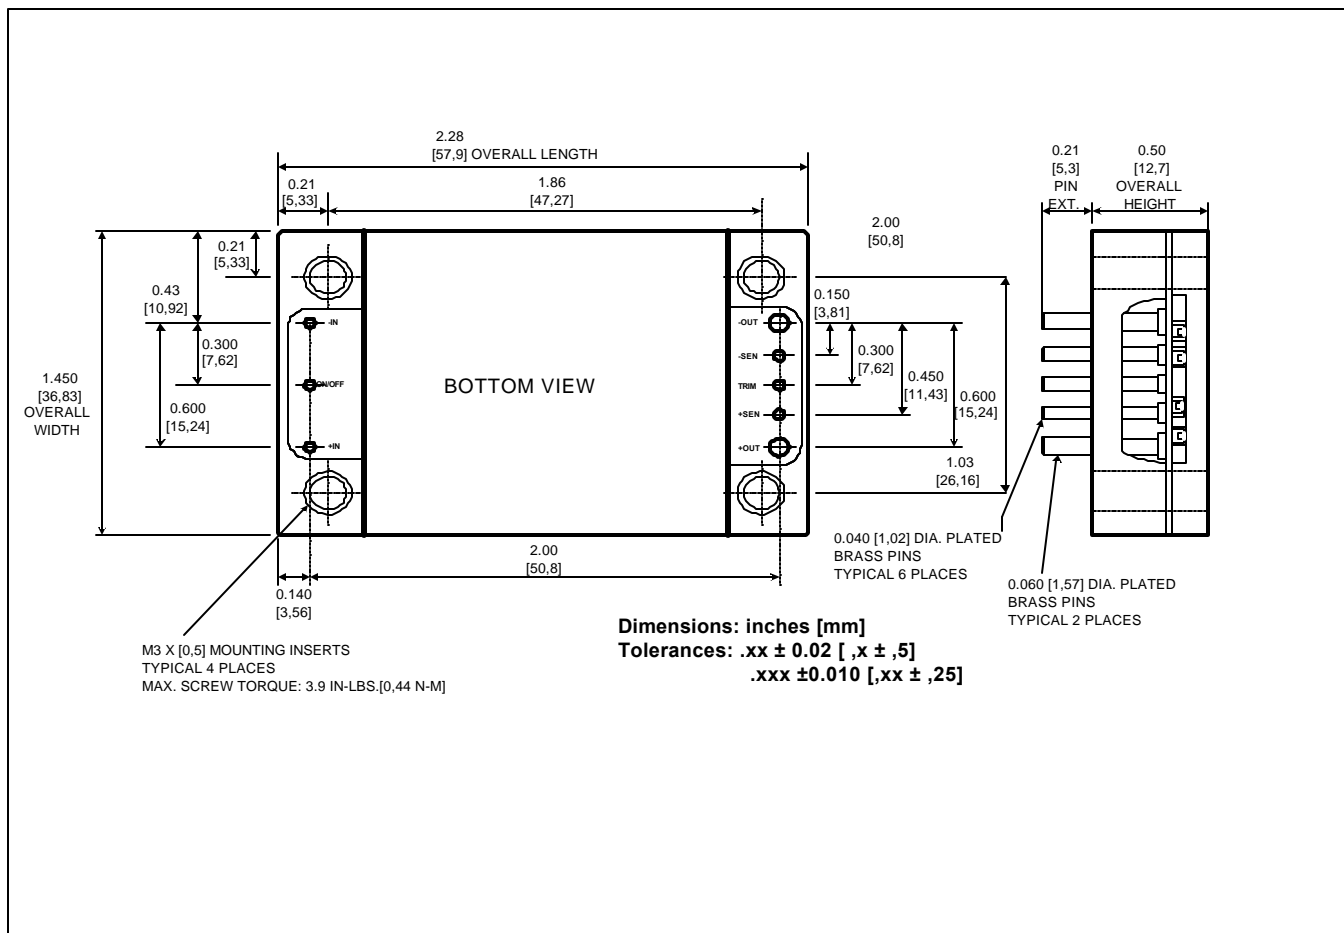 2.28
[57,9] OVERALL LENGTH
0.21
[5,33]
1.86
[47,27]
0.21
[5,3]
PIN
EXT.
0.50
[12,7]
OVERALL
HEIGHT
2.00
[50,8]
0.21
[5,33]
0.43
[10,92]
0.300
[7,62]
0.600
[15,24]
1.450
[36,83]
OVERALL
WIDTH
-IN
ON/OFF
+IN
BOTTOM VIEW
-OUT
-SEN
TRIM
+SEN
+OUT
0.150
[3,81]
0.300
[7,62]
0.450
[11,43]
0.600
[15,24]
1.03
[26,16]
2.00
[50,8]
0.140
[3,56]
0.040 [1,02] DIA. PLATED
BRASS PINS
TYPICAL 6 PLACES
0.060 [1,57] DIA. PLATED
BRASS PINS
TYPICAL 2 PLACES
M3 X [0,5] MOUNTING INSERTS
TYPICAL 4 PLACES
MAX. SCREW TORQUE: 3.9 IN-LBS.[0,44 N-M]
Dimensions: inches [mm]
Tolerances: .xx ± 0.02 [ ,x ± ,5]
.xxx ±0.010 [,xx ± ,25]